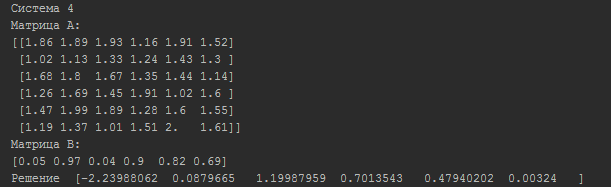 Система 4
Матрица A:
[[1.86 1.89 1.93 1.16 1.91 1.52]
[1.02 1.13 1.33 1.24 1.43 1.3 ]
[1.68 1.8  1.67 1.35 1.44 1.14]
[1.26 1.69 1.45 1.91 1.02 1.6 ]
[1.47 1.99 1.89 1.28 1.6  1.55]
[1.19 1.37 1.01 1.51 2.   1.61]]
Матрица B:
[0.05 0.97 0.04 0.9  0.82 0.69]
Решение  [-2.23988062  0.0879665   1.19987959  0.7013543   0.47940202  0.00324   ]